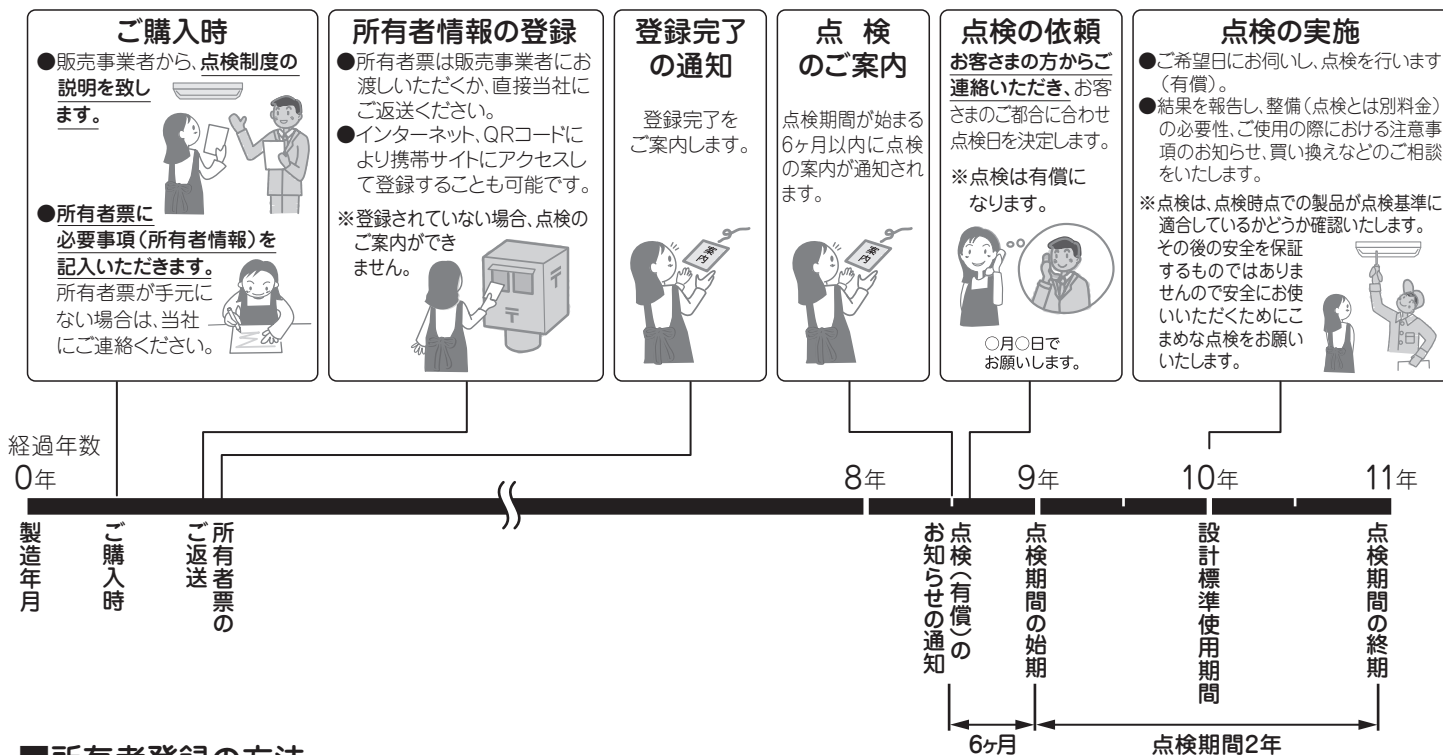 ご購入時
●販売事業者から、点検制度の
説明を致し
ます。
●所有者票に
必要事項(所有者情報)を
記入いただきます。
所有者票が手元に
ない場合は、当社
にご連絡ください。
所有者情報の登録
●所有者票は販売事業者にお
渡しいただくか、直接当社に
ご返送ください。
●インターネット、QRコードに
より携帯サイトにアクセスし
て登録することも可能です。
※登録されていない場合、点検の
ご案内ができ
ません。
〒
〒
登録完了
の通知
登録完了を
ご案内します。
案内
点 検
のご案内
点検期間が始まる
6ヶ月以内に点検
の案内が通知され
ます。
案内
点検の依頼
お客さまの方からご
連絡いただき、お客
さまのご都合に合わせ
点検日を決定します。
※点検は有償に
なります。
○月○日で
お願いします。
点検の実施
●ご希望日にお伺いし、点検を行います
(有償)。
●結果を報告し、整備(点検とは別料金)
の必要性、ご使用の際における注意事
項のお知らせ、買い換えなどのご相談
をいたします。
※点検は、点検時点での製品が点検基準に
適合しているかどうか確認いたします。
その後の安全を保証
するものではありま
せんので安全にお使
いいただくためにこ
まめな点検をお願い
いたします。
経過年数
0年
8年
9年
10年
11年
製造年月
ご購入時
所有者票の
ご返送
点検(有償)の
お知らせの通知
点検期間の始期
設計標準使用期間
点検期間の終期
6ヶ月
点検期間2年
■所有者登録の方法